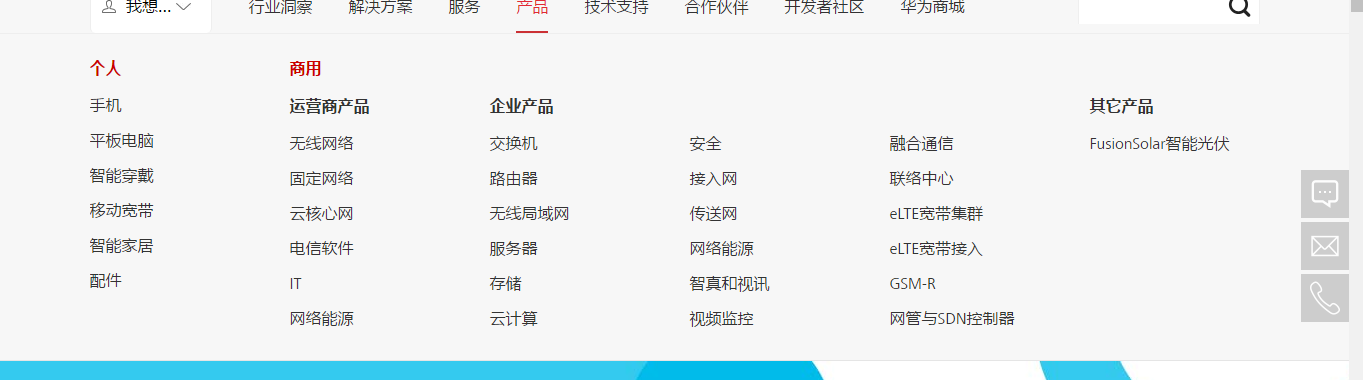 我想...
行业洞察 解决方案 服务 产品 技术支持 合作伙伴 开发者社区 华为商城
个人
手机
平板电脑
智能穿戴
移动宽带
智能家居
配件
商用
运营商产品
无线网络
固定网络
云核心网
电信软件
IT
网络能源
企业产品
交换机
路由器
无线局域网
服务器
存储
云计算
安全
接入网
传送网
网络能源
智真和视讯
视频监控
融合通信
联络中心
eLTE宽带集群
eLTE宽带接入
GSM-R
网管与SDN控制器
其它产品
FusionSolar智能光伏